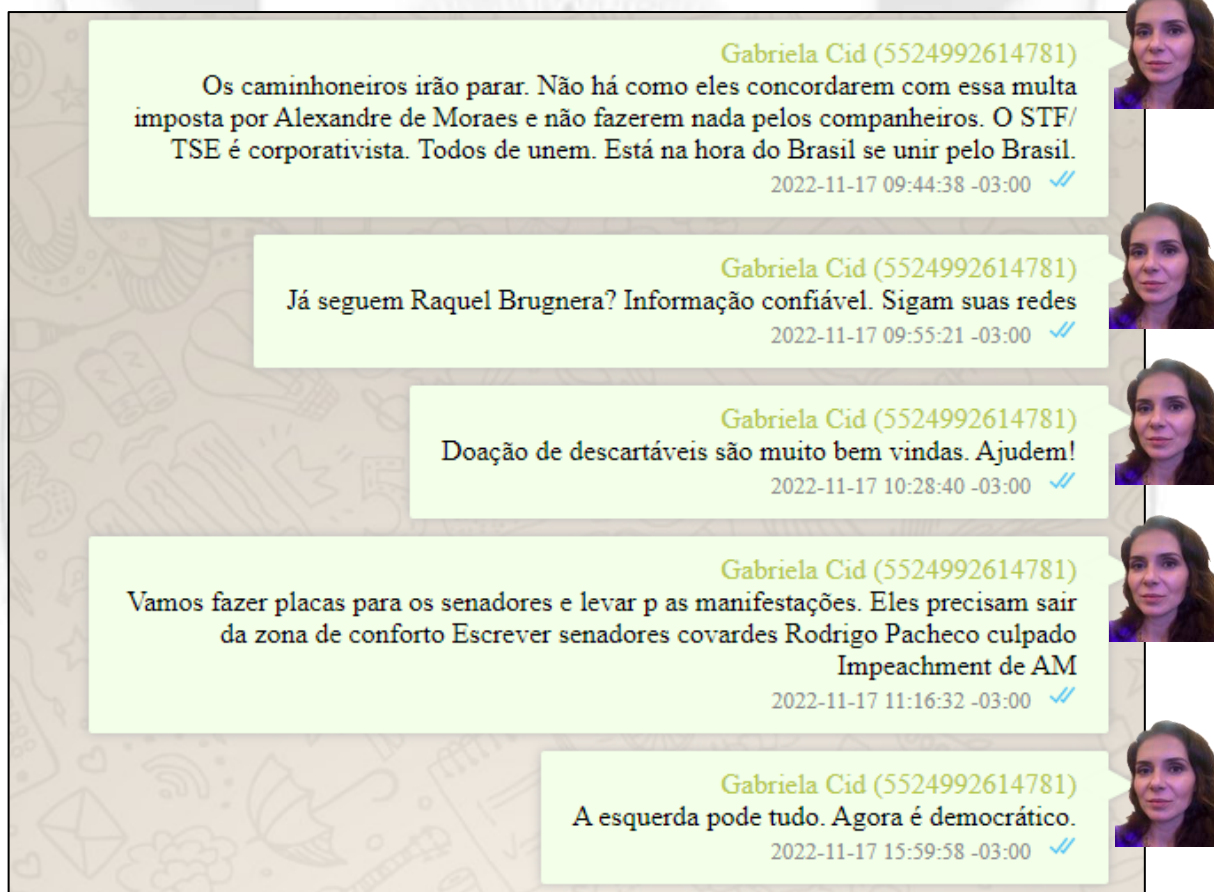 Gabriela Cid (5524992614781)
Os caminhoneiros irão parar. Não há como eles concordarem com essa multa
imposta por Alexandre de Moraes e não fazerem nada pelos companheiros. O STF/
TSE é corporativista. Todos de unem. Está na hora do Brasil se unir pelo Brasil.
2022-11-17 09:44:38 -03:00
Gabriela Cid (5524992614781)
Já seguem Raquel Brugnera? Informação confiável. Sigam suas redes
2022-11-17 09:55:21 -03:00
Gabriela Cid (5524992614781)
Doação de descartáveis são muito bem vindas. Ajudem!
2022-11-17 10:28:40 -03:00
Gabriela Cid (5524992614781)
Vamos fazer placas para os senadores e levar p as manifestações. Eles precisam sair
da zona de conforto Escrever senadores covardes Rodrigo Pacheco culpado
Impeachment de AM
2022-11-17 11:16:32 -03:00
Gabriela Cid (5524992614781)
A esquerda pode tudo. Agora é democrático.
2022-11-17 15:59:58 -03:00